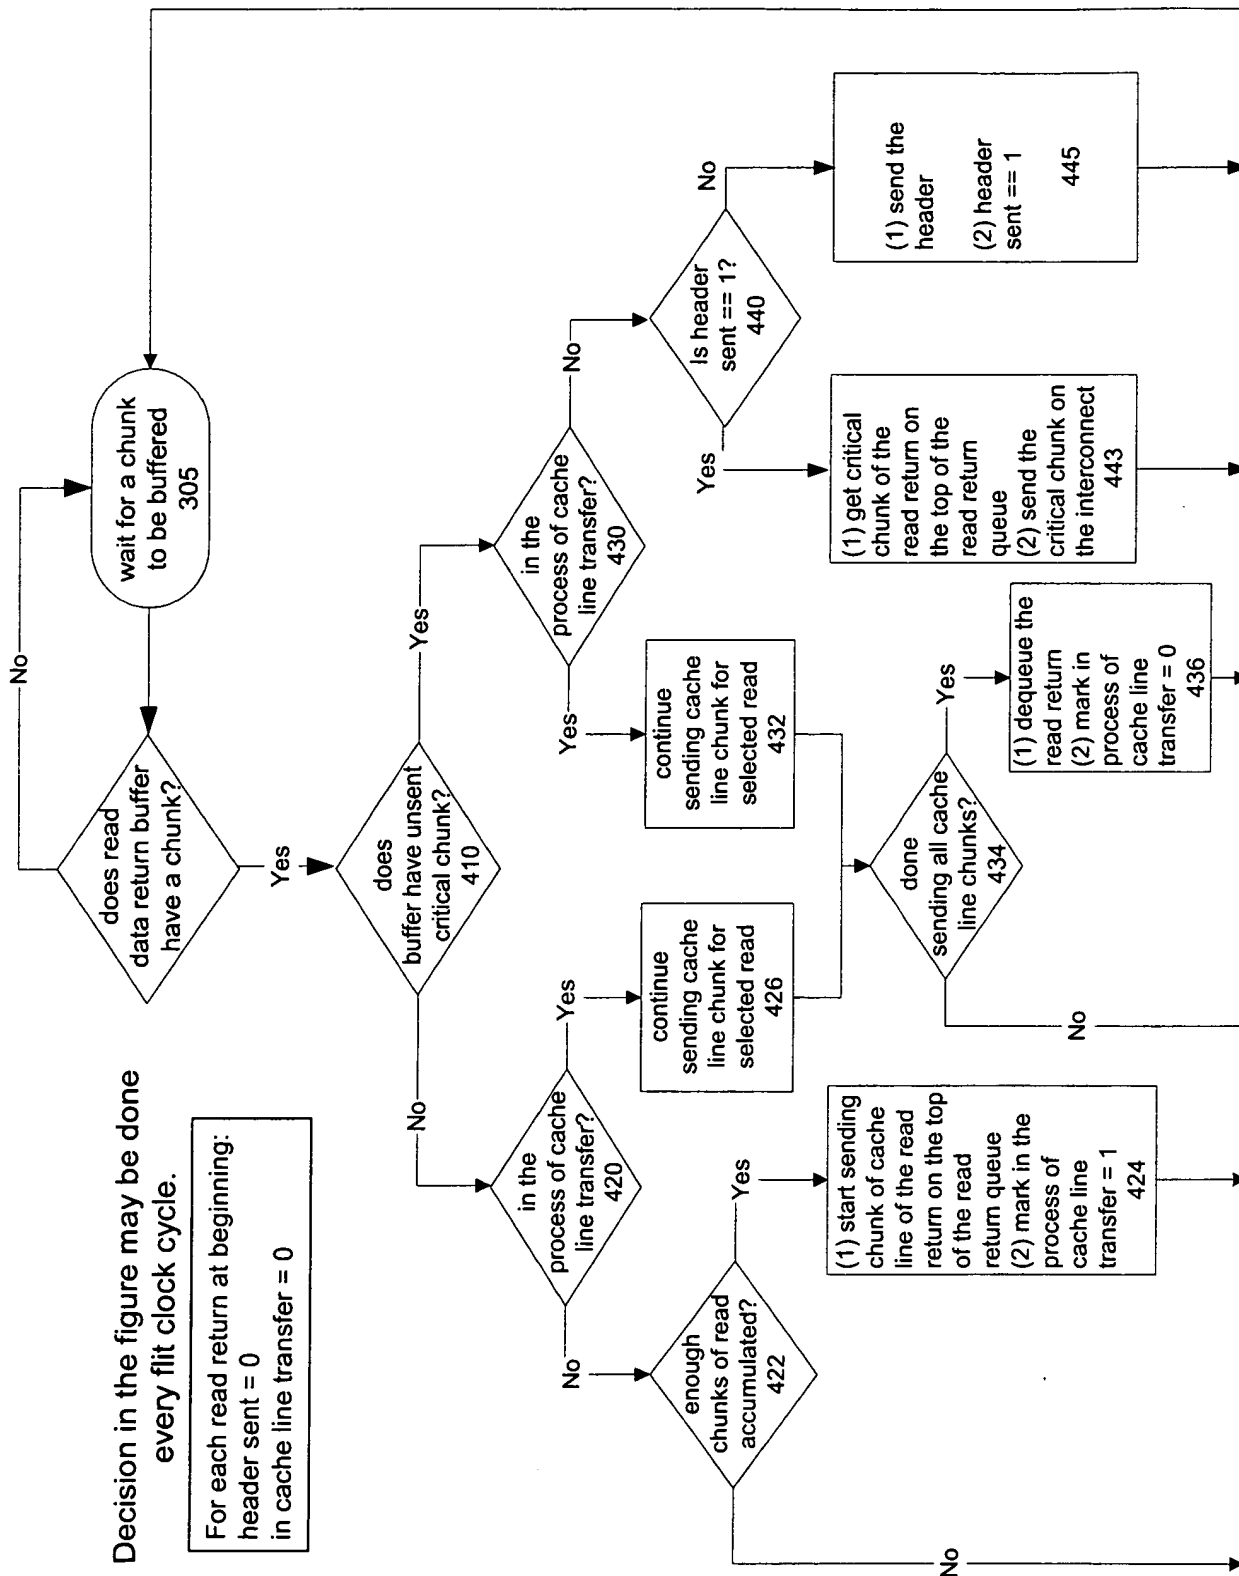 Decision in the figure may be done
every flit clock cycle.
For each read return at beginning:
header sent = 0
in cache line transfer = 0
wait for a chunk
to be buffered
305
No
does read
data return buffer
have a chunk?
Yes
does
buffer have unsent
critical chunk?
410
No
Yes
in the
process of cache
line transfer?
420
in the
process of cache
line transfer?
430
No
Yes
Yes
No
enough
chunks of read
accumulated?
422
continue
sending cache
line chunk for
selected read
426
continue
sending cache
line chunk for
selected read
432
Is header
sent == 1?
440
Yes
Yes
No
(1) start sending
chunk of cache
line of the read
return on the top
of the read
return queue
(2) mark in the
process of
cache line
transfer = 1
424
done
sending all cache
line chunks?
434
(1) get critical
chunk of the
read return on
the top of the
read return
queue
(2) send the
critical chunk on
the interconnect
443
(1) send the
header
(2) header
sent == 1
445
Yes
(1) dequeue the
read return
(2) mark in
process of
cache line
transfer = 0
436
No
No